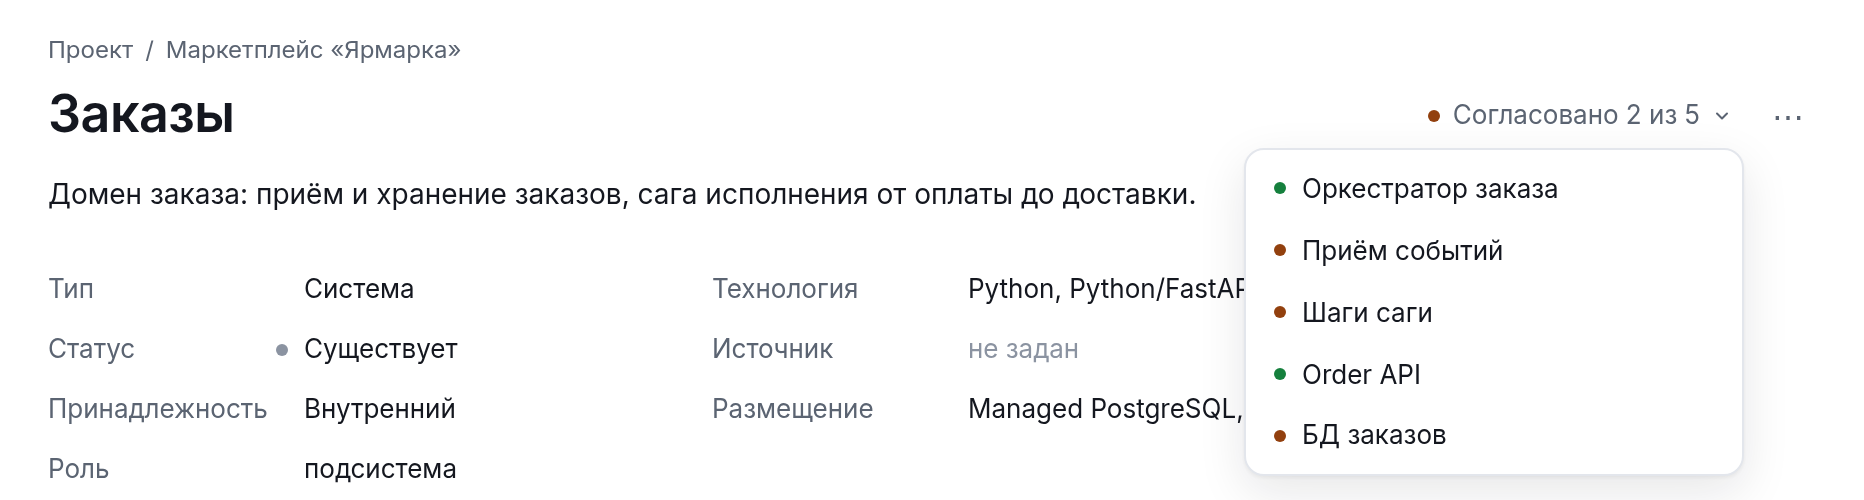 Проект / Маркетплейс «Ярмарка»
Заказы
Согласовано 2 из 5
Домен заказа: приём и хранение заказов, сага исполнения от оплаты до доставки.
Оркестратор заказа
Приём событий
Шаги саги
Order API
БД заказов
Тип Система
Технология Python, Python/FastAP
Статус Существует
Источник не задан
Принадлежность Внутренний
Размещение Managed PostgreSQL,
Роль подсистема